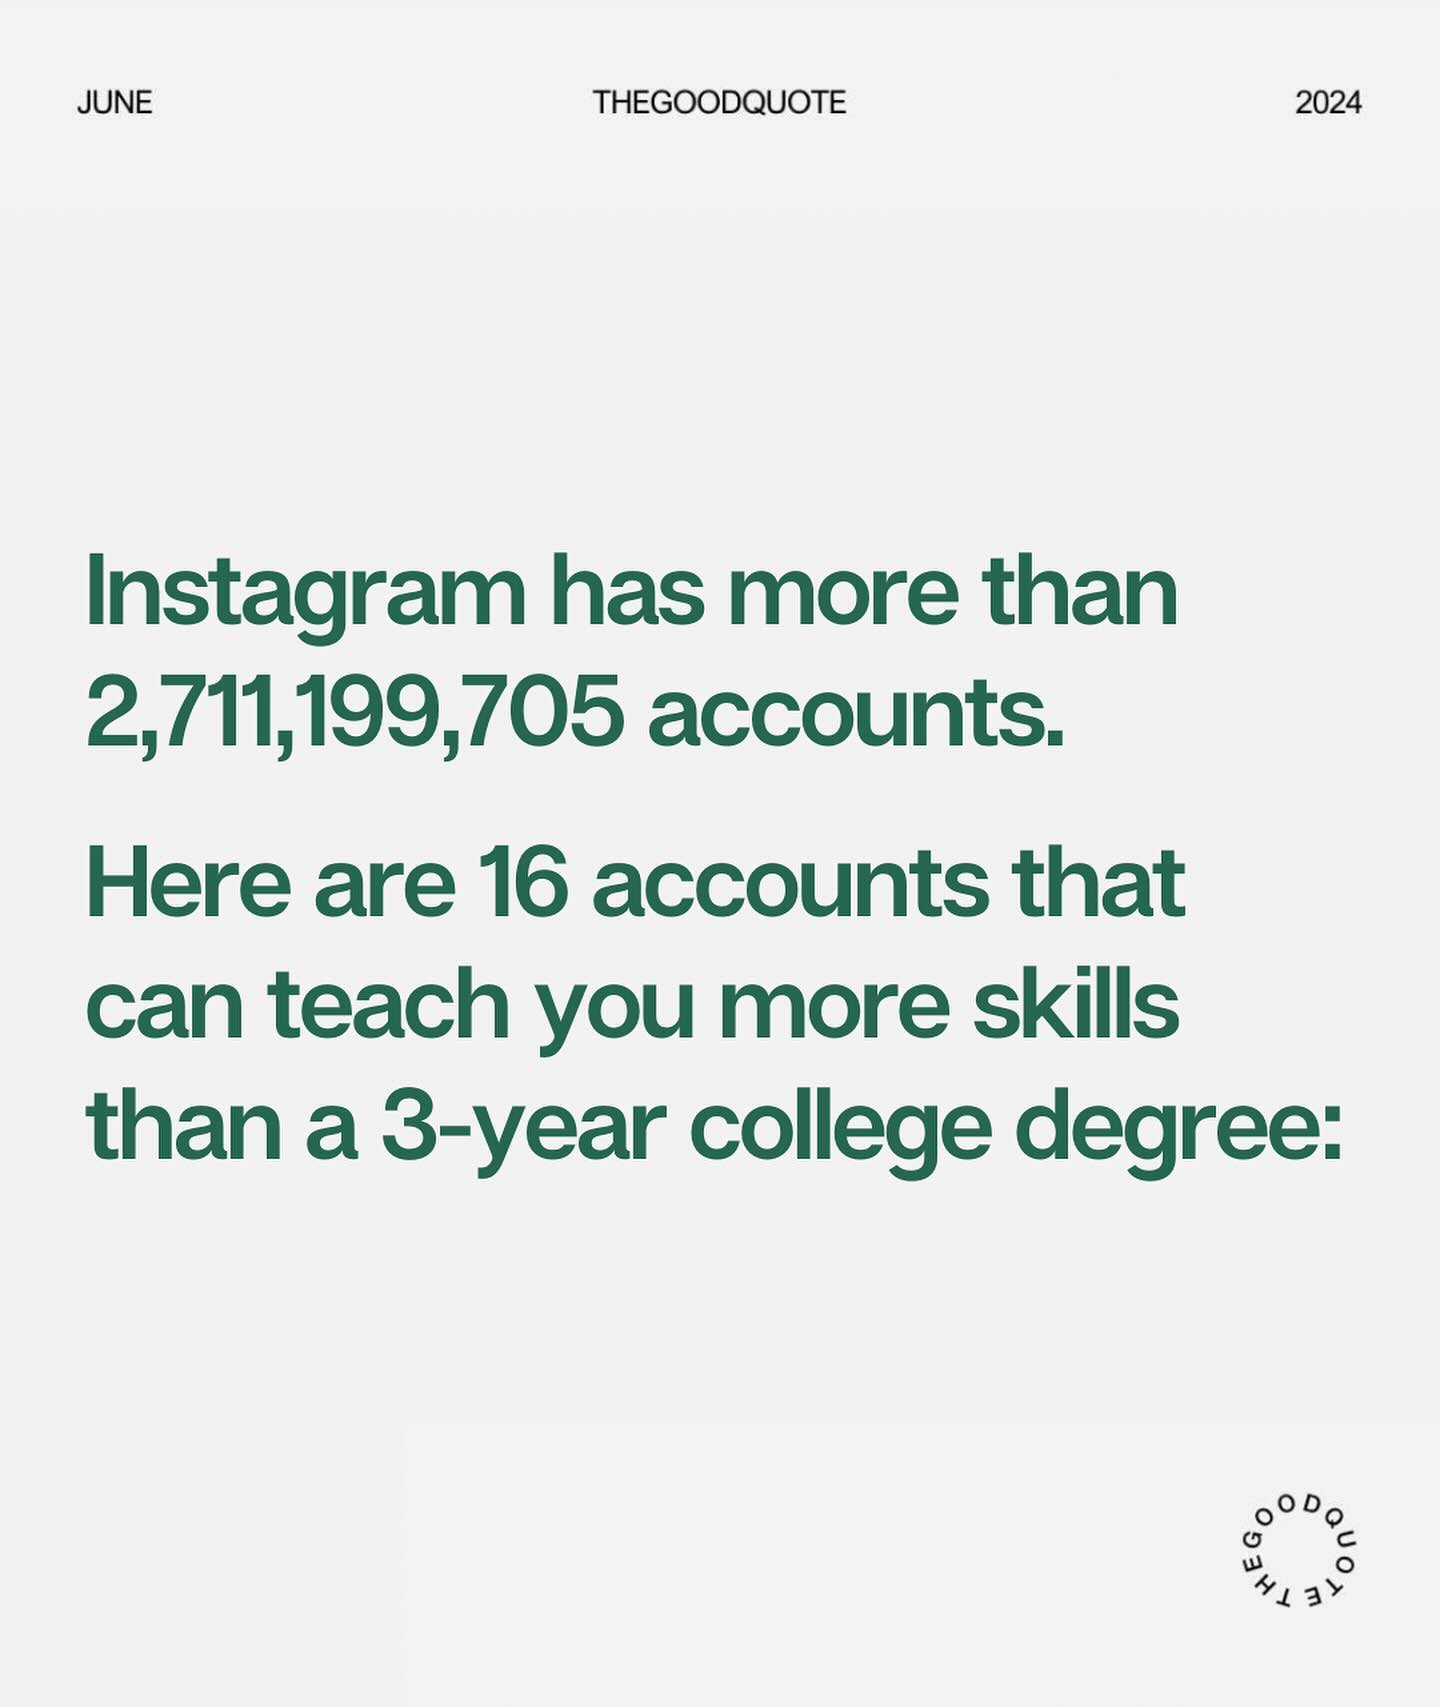 JUNE THEGOODQUOTE 2024
Instagram has more than
2,711,199,705 accounts.
Here are 16 accounts that
can teach you more skills
than a 3-year college degree:
THEGOODQUOTE